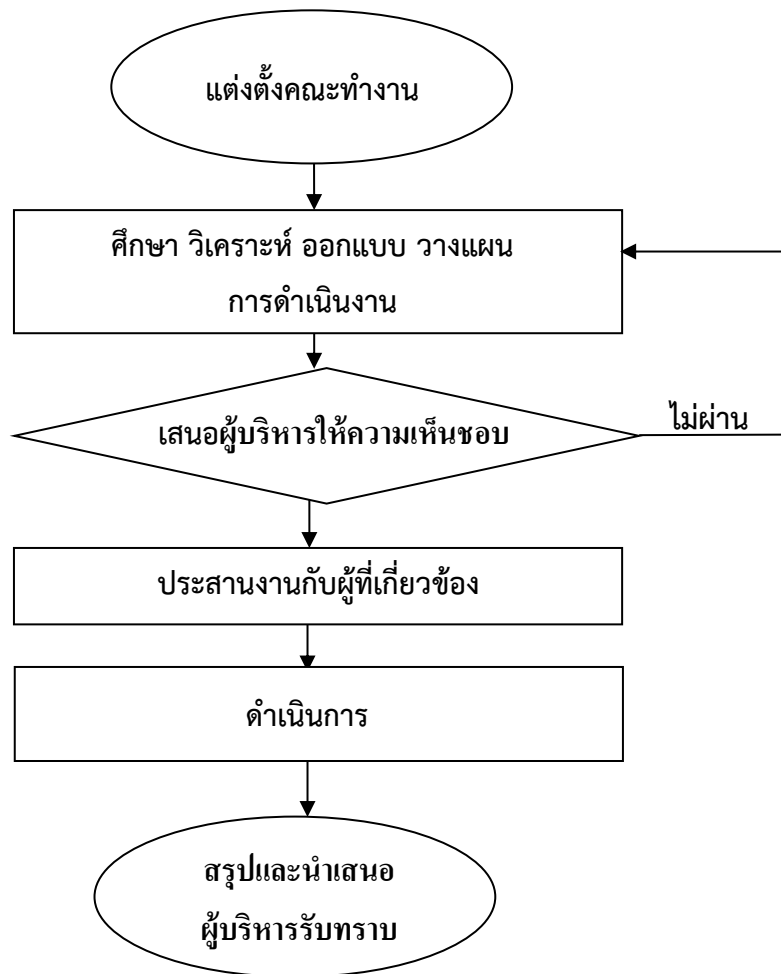 แต่งตั้งคณะทำงาน
ศึกษา วิเคราะห์ ออกแบบ วางแผน
การดำเนินงาน
เสนอผู้บริหารให้ความเห็นชอบ
ไม่ผ่าน
ประสานงานกับผู้ที่เกี่ยวข้อง
ดำเนินการ
สรุปและนำเสนอ
ผู้บริหารรับทราบ